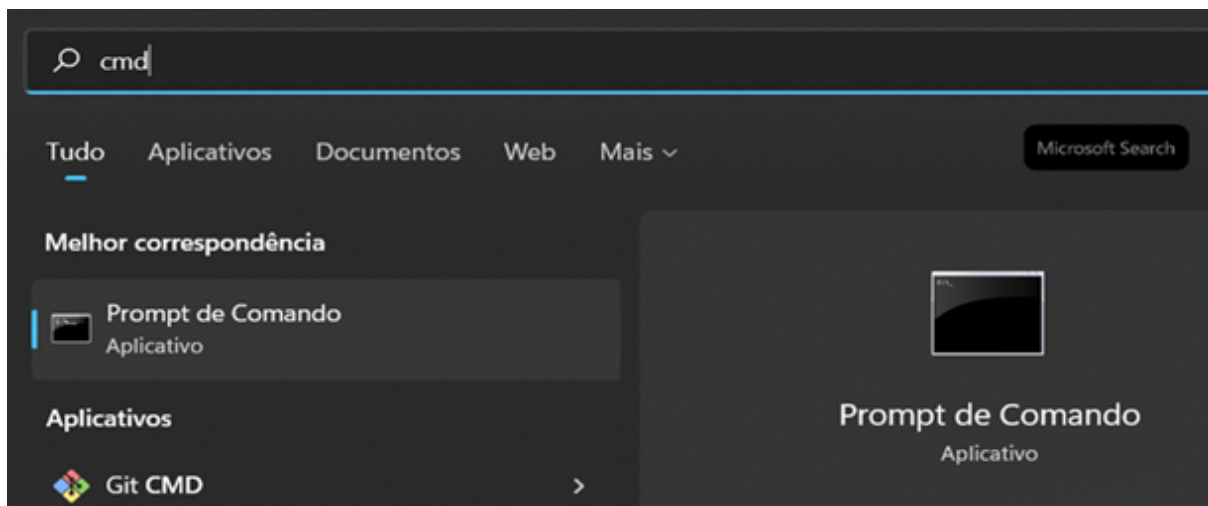 cmd
Tudo Aplicativos Documentos Web Mais
Microsoft Search
Melhor correspondência
Prompt de Comando
Aplicativo
Aplicativos
Git CMD
Prompt de Comando
Aplicativo